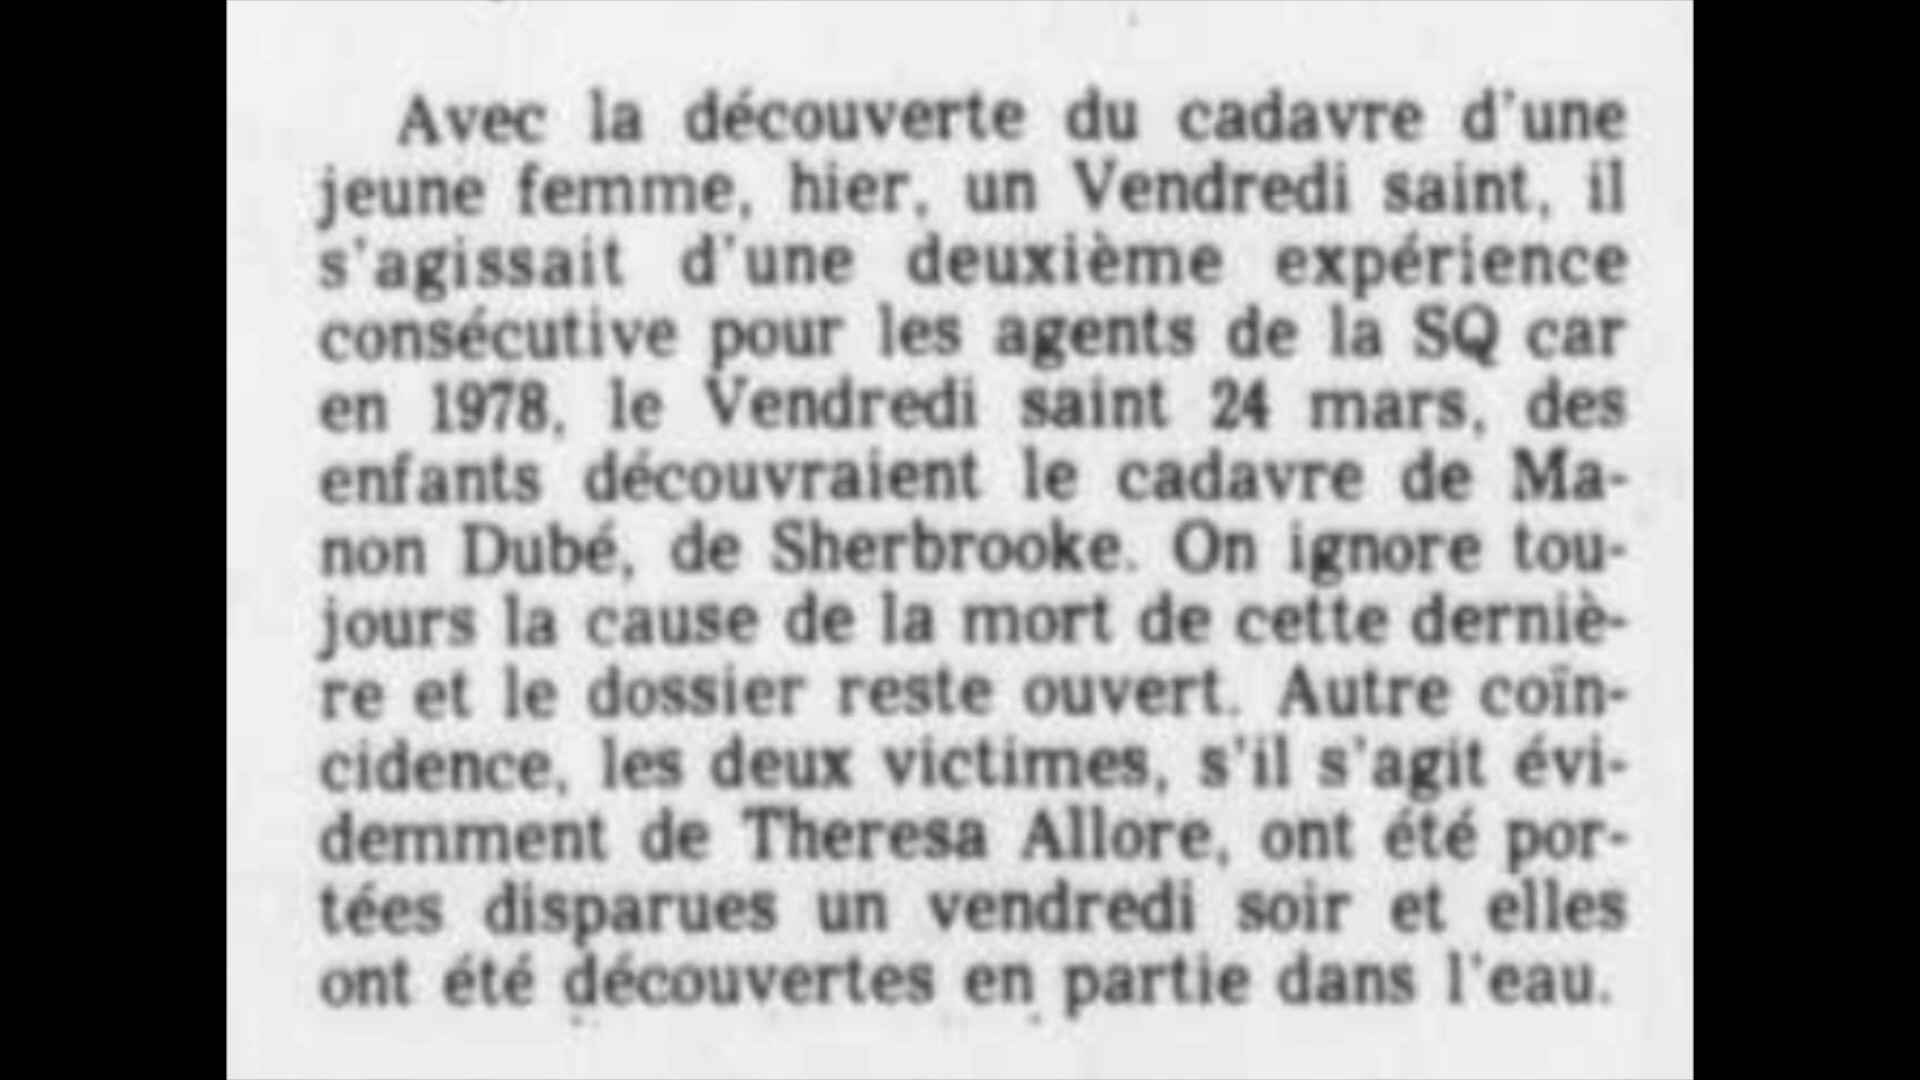 Avec la découverte du cadavre d'une
jeune femme, hier, un Vendredi saint, il
s'agissait d'une deuxième expérience
consécutive pour les agents de la SQ car
en 1978, le Vendredi saint 24 mars, des
enfants découvraient le cadavre de Ma-
non Dubé, de Sherbrooke. On ignore tou-
jours la cause de la mort de cette derniè-
re et le dossier reste ouvert. Autre coïn-
cidence, les deux victimes, s'il s'agit évi-
demment de Theresa Allore, ont été por-
tées disparues un vendredi soir et elles
ont été découvertes en partie dans l'eau.